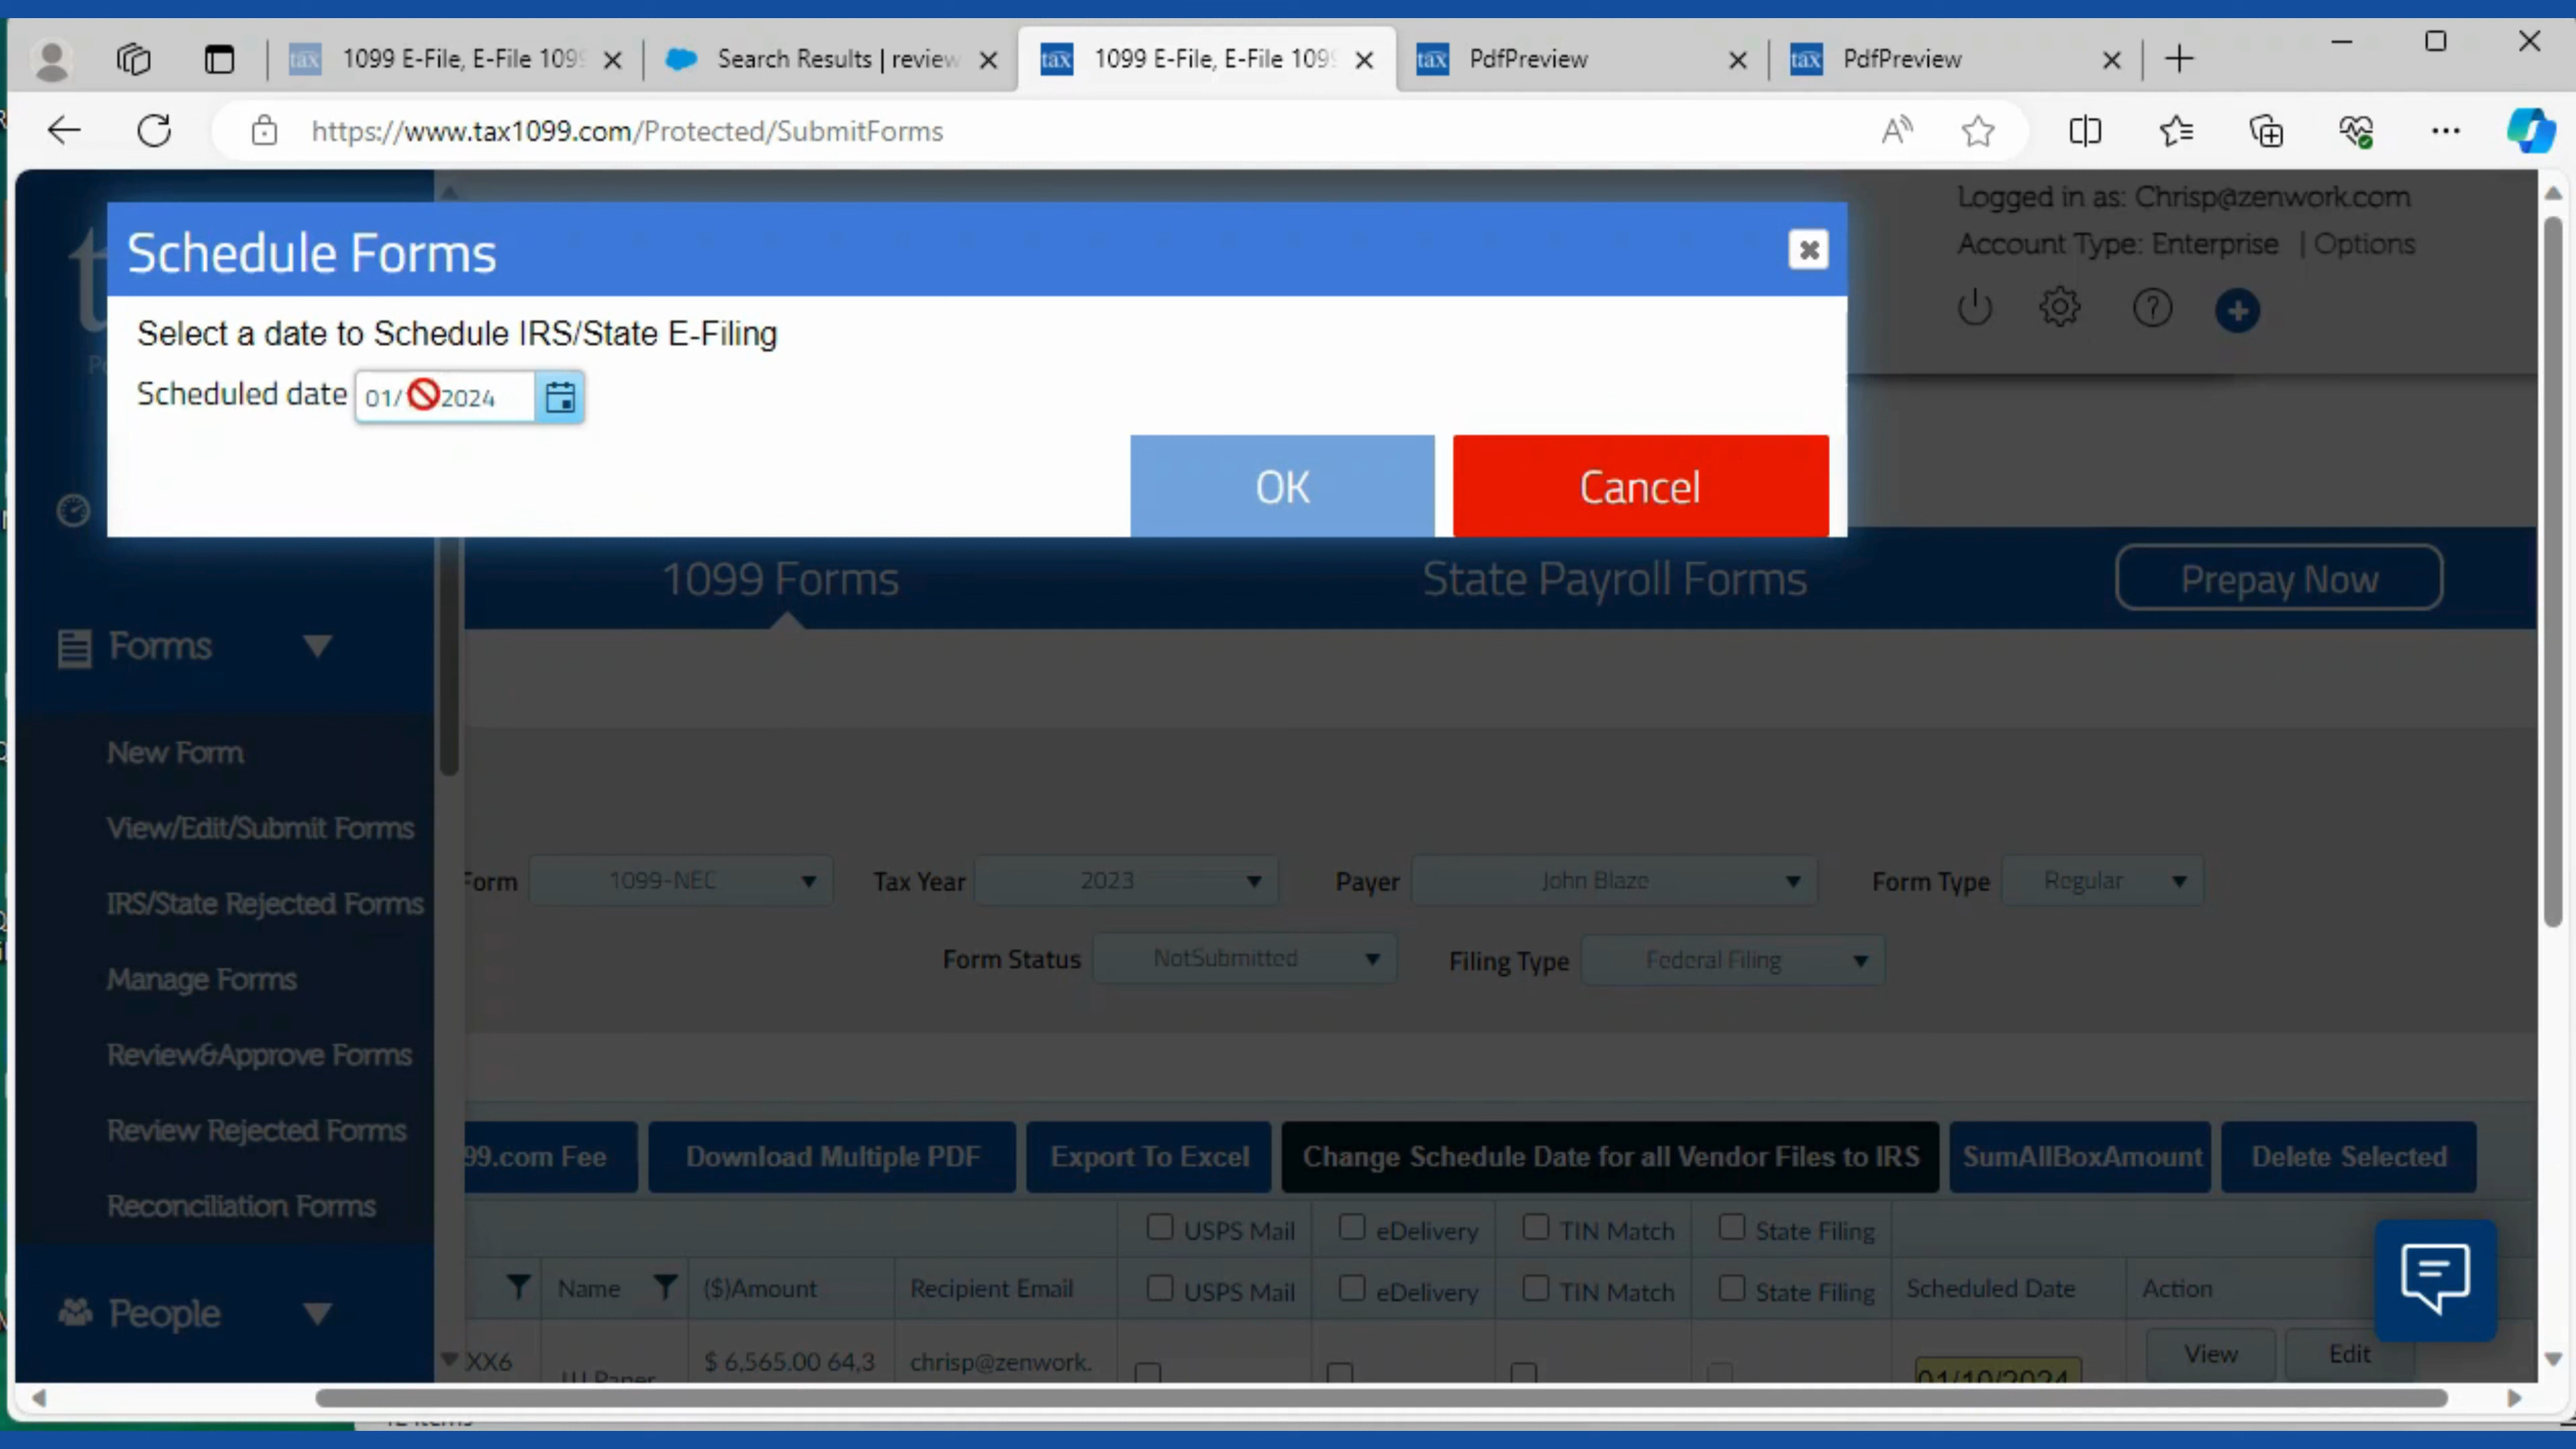 1099 E-File, E-File 109
Search Results | review
1099 E-File, E-File 109
PdfPreview
PdfPreview
https://www.tax1099.com/Protected/SubmitForms
Logged in as: Chrisp@zenwork.com
Account Type: Enterprise | Options
Schedule Forms
Select a date to Schedule IRS/State E-Filing
Scheduled date 01/ 2024
OK
Cancel
1099 Forms
State Payroll Forms
Prepay Now
Forms
New Form
View/Edit/Submit Forms
IRS/State Rejected Forms
Manage Forms
Review&Approve Forms
Review Rejected Forms
Reconciliation Forms
People
Form 1099-NEC Tax Year 2023 Payer John Blaze Form Type Regular
Form Status NotSubmitted Filing Type Federal Filing
99.com Fee Download Multiple PDF Export To Excel Change Schedule Date for all Vendor Files to IRS SumAllBoxAmount Delete Selected
USPS Mail eDelivery TIN Match State Filing
Name ($)Amount Recipient Email USPS Mail eDelivery TIN Match State Filing Scheduled Date Action
XX6 $ 6,565.00 64,3 chrisp@zenwork. 01/10/2024 View Edit